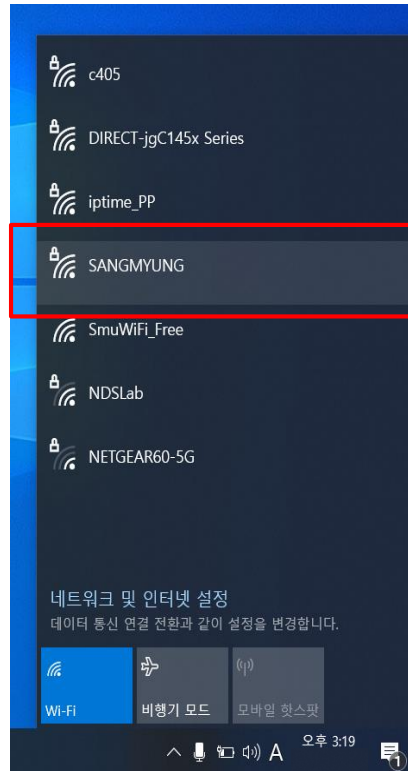 c405
DIRECT-jgC145x Series
iptime_PP
SANGMYUNG
SmuWiFi_Free
NDSLab
NETGEAR60-5G
네트워크 및 인터넷 설정
데이터 통신 연결 전환과 같이 설정을 변경합니다.
Wi-Fi 비행기 모드 모바일 핫스팟
A 오후 3:19 1